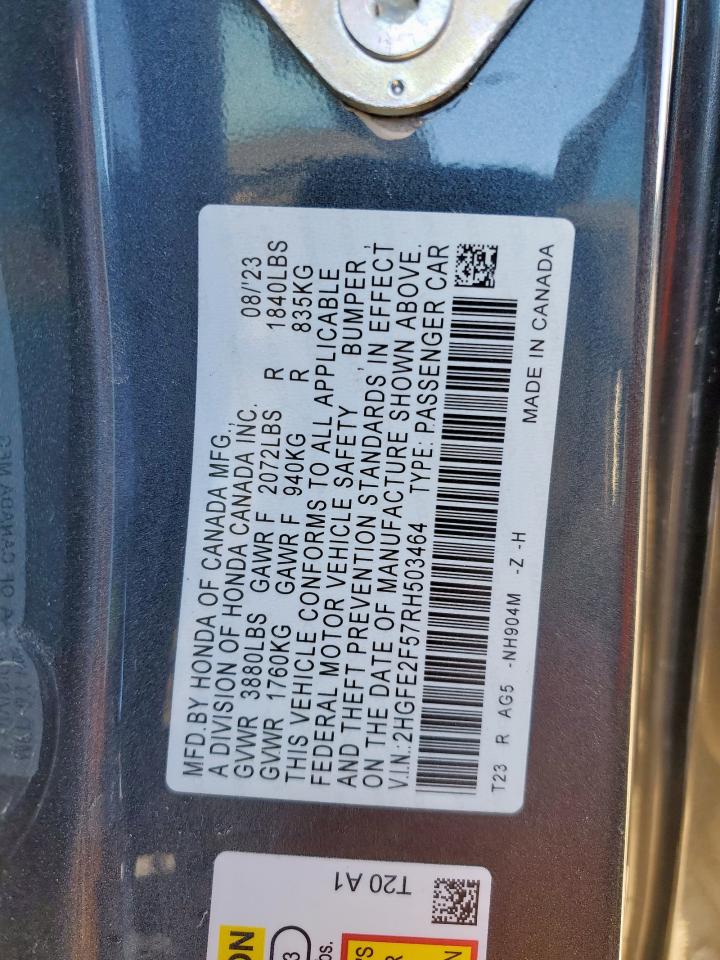 MFD.BY HONDA OF CANADA MFG.,    08/'23
A DIVISION OF HONDA CANADA INC.
GVWR 3880LBS GAWR F 2072LBS R 1840LBS
GVWR 1760KG GAWR F 940KG R 835KG
THIS VEHICLE CONFORMS TO ALL APPLICABLE
FEDERAL MOTOR VEHICLE SAFETY , BUMPER ,
AND THEFT PREVENTION STANDARDS, IN EFFECT
ON THE DATE OF MANUFACTURE SHOWN ABOVE.
V.I.N.:2HGFE2F57RH503464 TYPE: PASSENGER CAR
T23 R AG5 -NH904M -Z -H MADE IN CANADA
T20 A1